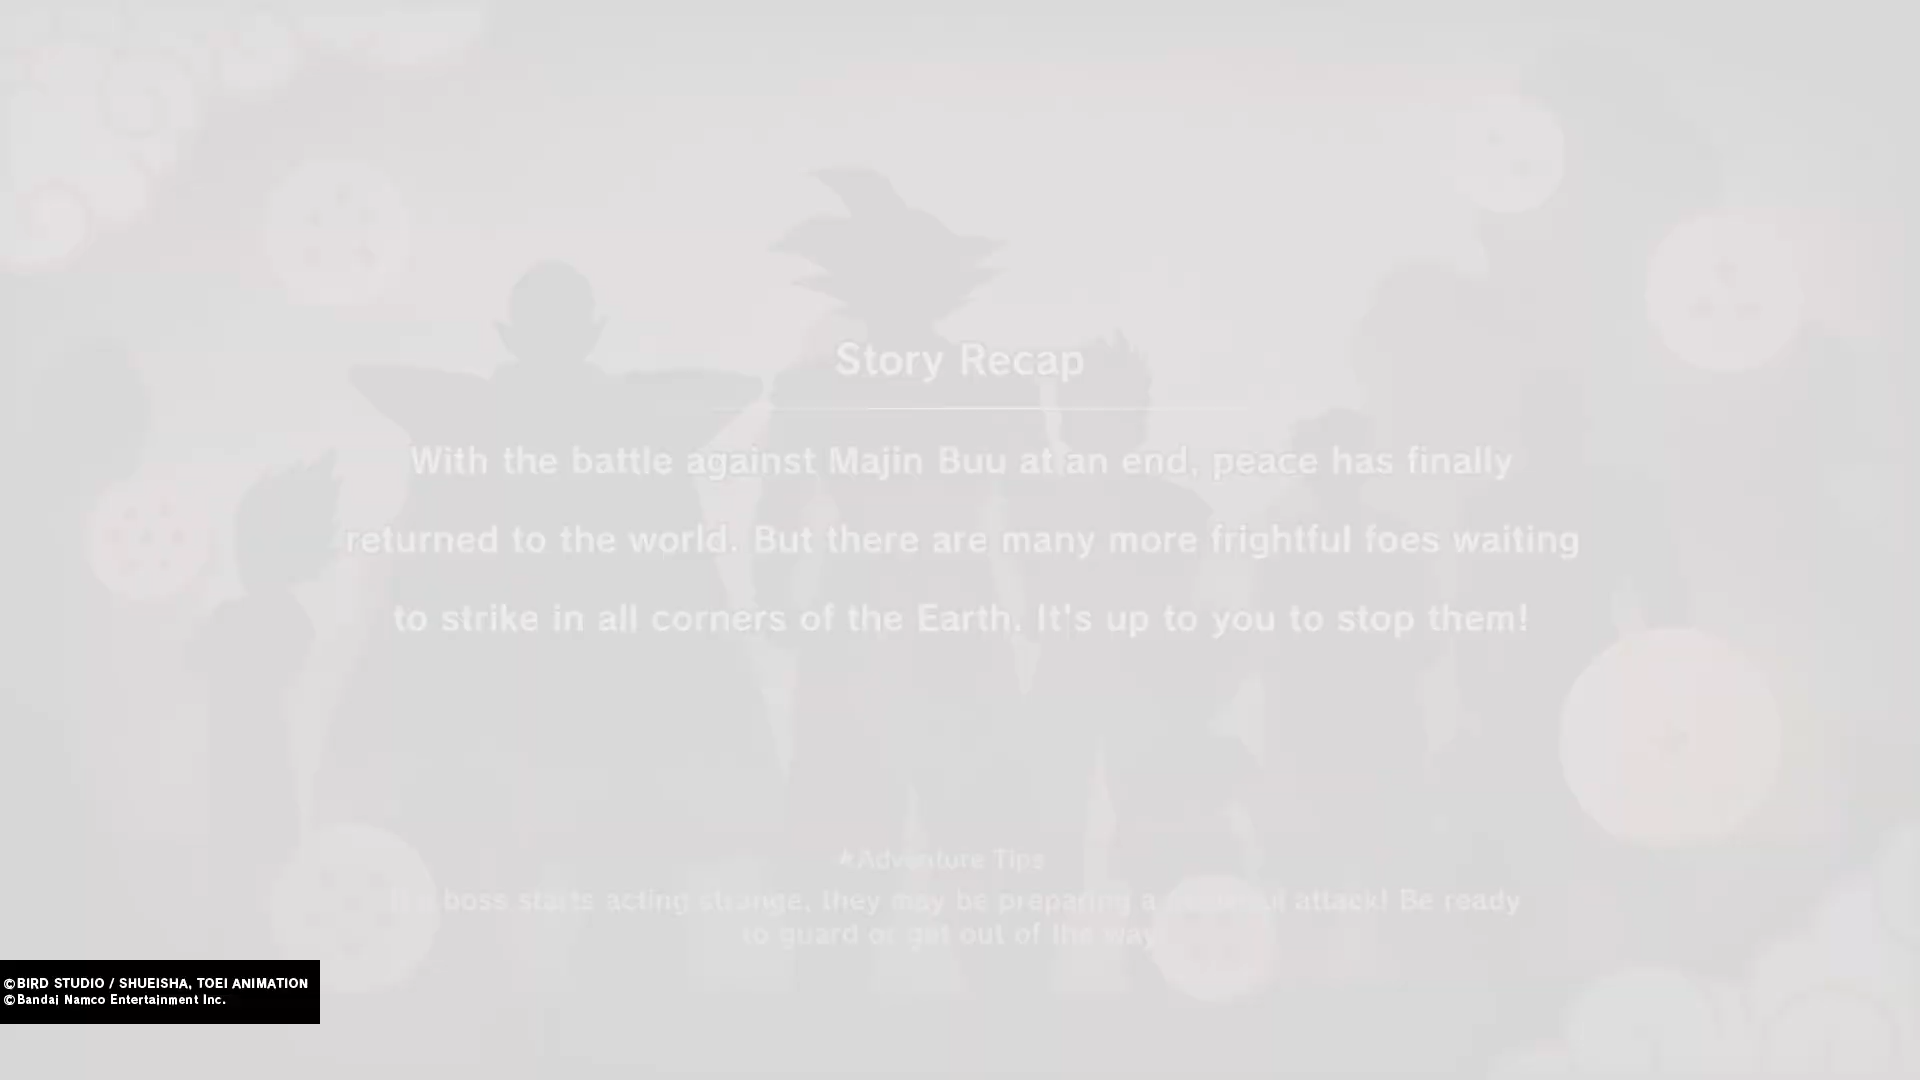 Story Recap
With the battle against Majin Buu at an end, peace has finally
returned to the world. But there are many more frightful foes waiting
to strike in all corners of the Earth. It's up to you to stop them!
*Adventure Tips
boss starts acting strange, they may be preparing a attack! Be ready
to guard or get out of the way
©BIRD STUDIO / SHUEISHA, TOEI ANIMATION
©Bandai Namco Entertainment Inc.